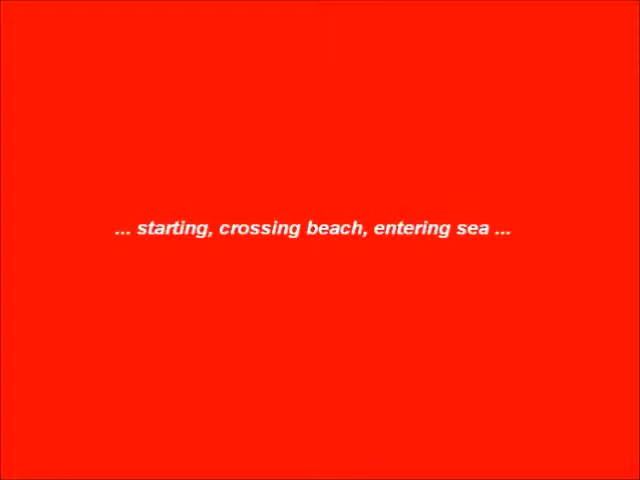 ... starting, crossing beach, entering sea ...